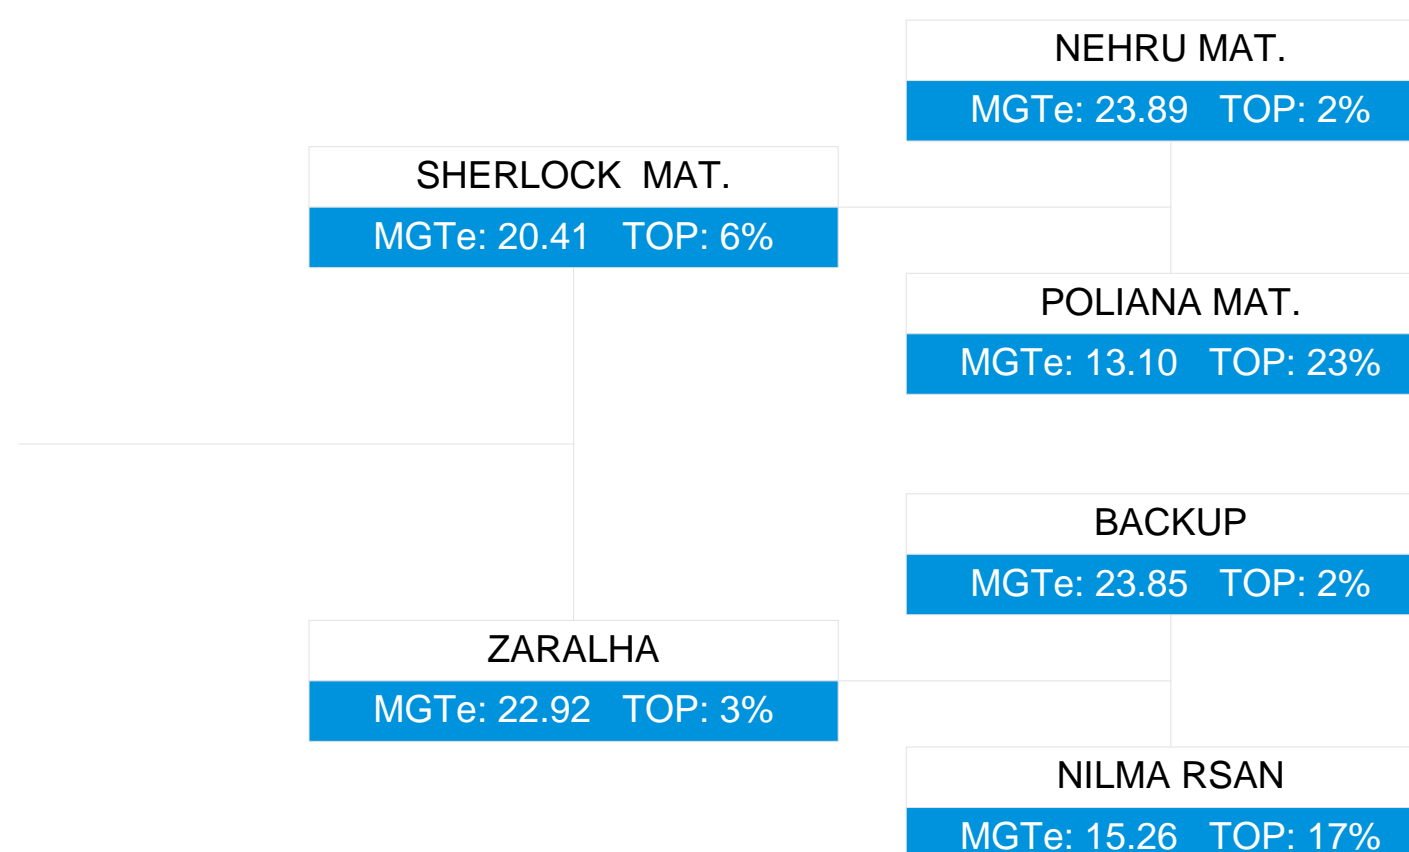 NEHRU MAT.
MGTe: 23.89 TOP: 2%
SHERLOCK MAT.
MGTe: 20.41 TOP: 6%
POLIANA MAT.
MGTe: 13.10 TOP: 23%
BACKUP
MGTe: 23.85 TOP: 2%
ZARALHA
MGTe: 22.92 TOP: 3%
NILMA RSAN
MGTe: 15.26 TOP: 17%